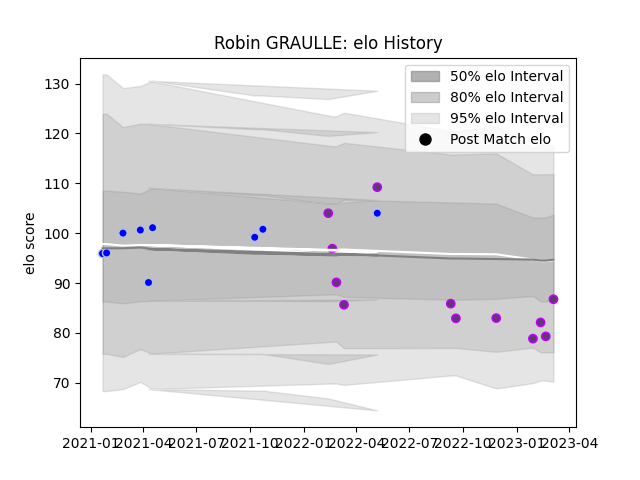 Robin GRAULLE: elo History
50% elo Interval
80% elo Interval
95% elo Interval
Post Match elo
elo score
130
120
110
100
90
80
70
2021-01 2021-04 2021-07 2021-10 2022-01 2022-04 2022-07 2022-10 2023-01 2023-04